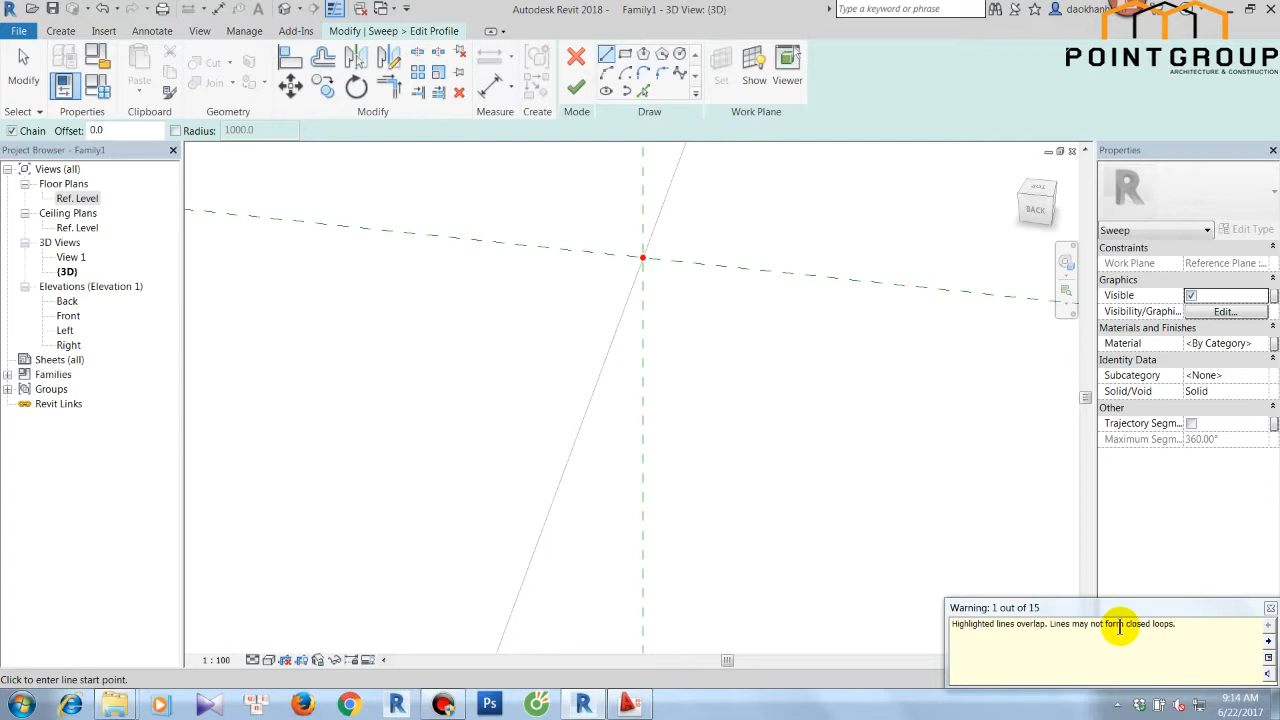 Autodesk Revit 2018 - Family1 - 3D View: {3D}
Type a keyword or phrase
daokhanh
File Create Insert Annotate View Manage Add-Ins Modify | Sweep > Edit Profile
POINTGROUP
ARCHITECTURE & CONSTRUCTION
Modify Paste Cut Join Set Show Viewer
Select Properties Clipboard Geometry Modify Measure Create Mode Draw Work Plane
Chain Offset: 0.0 Radius: 1000.0
Project Browser - Family1
Views (all)
Floor Plans
Ref. Level
Ceiling Plans
Ref. Level
3D Views
View 1
{3D}
Elevations (Elevation 1)
Back
Front
Left
Right
Sheets (all)
Families
Groups
Revit Links
TOP
BACK
Properties
R
Sweep Edit Type
Constraints
Work Plane Reference Plane :...
Graphics
Visible
Visibility/Graphi... Edit...
Materials and Finishes
Material <By Category>
Identity Data
Subcategory <None>
Solid/Void Solid
Other
Trajectory Segm...
Maximum Segm... 360.00°
Warning: 1 out of 15
Highlighted lines overlap. Lines may not form closed loops.
1 : 100
Click to enter line start point.
9:14 AM
6/22/2017